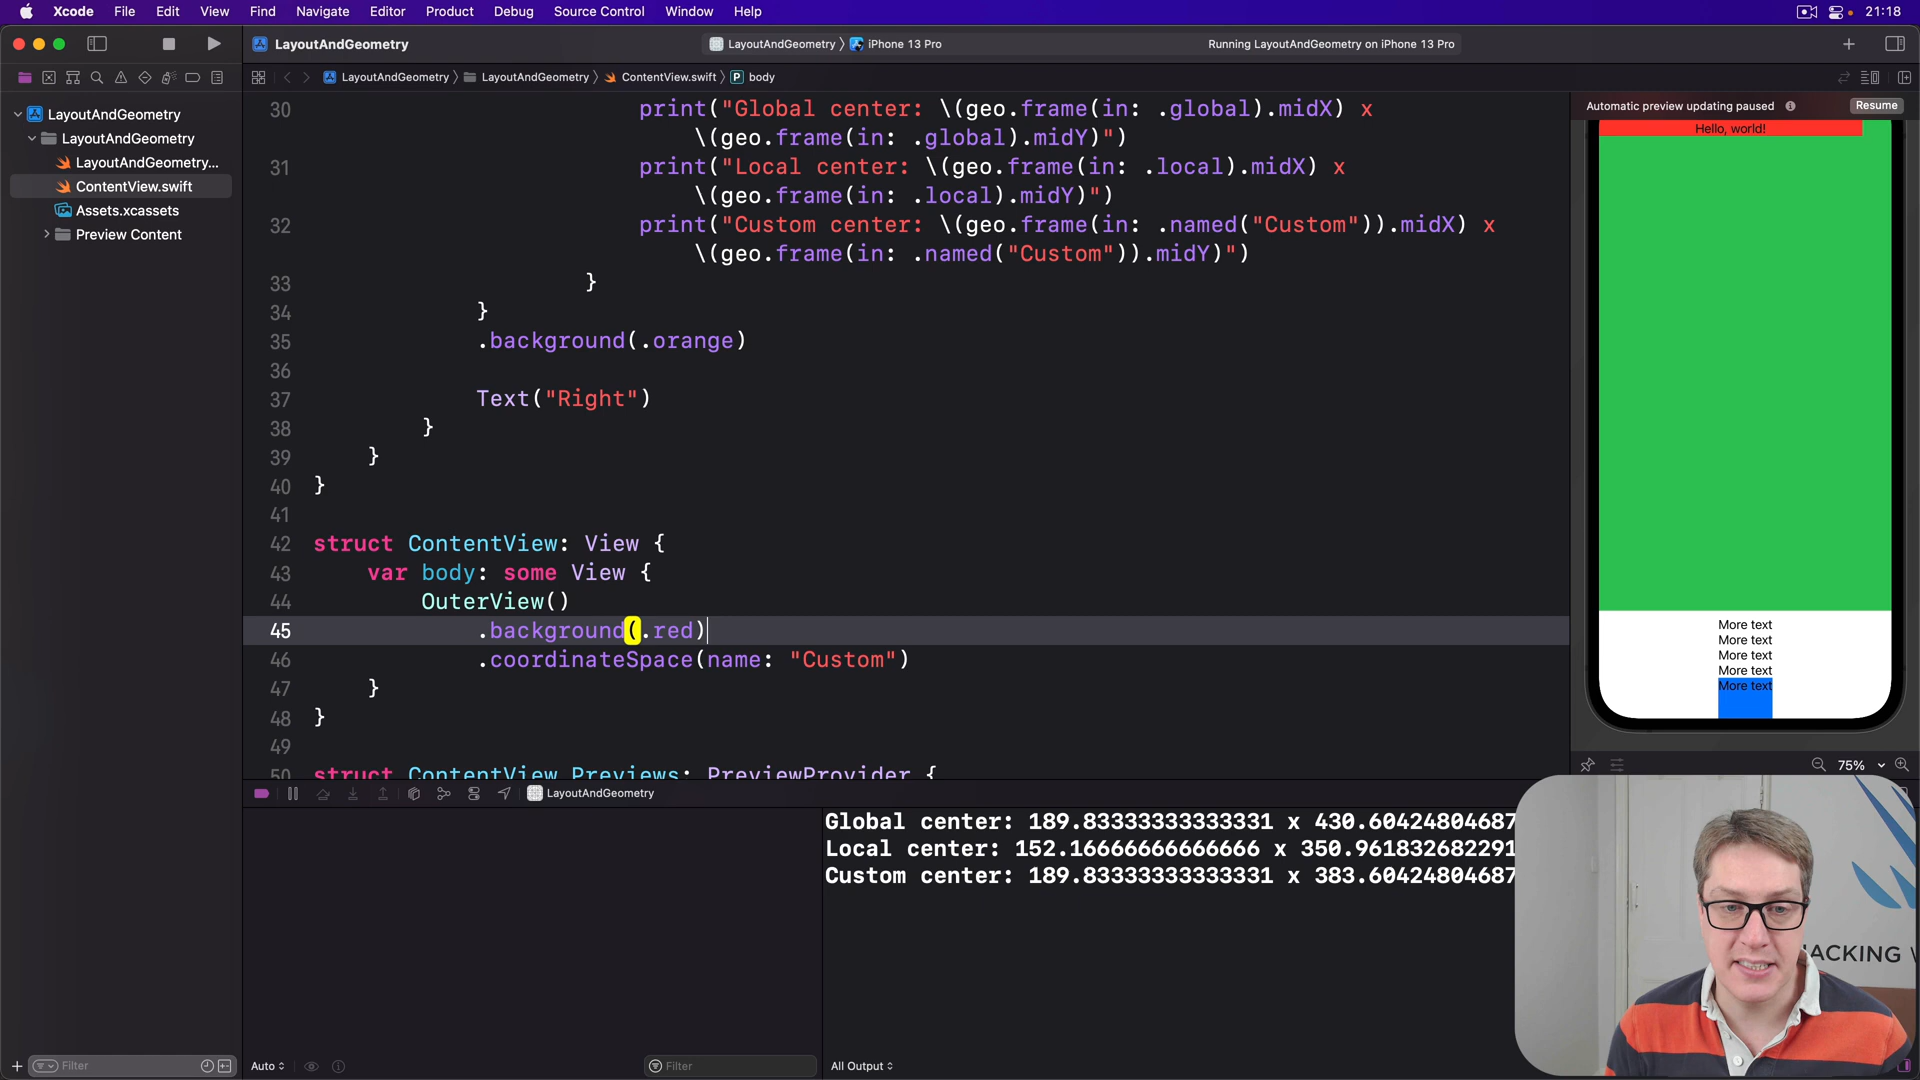 Xcode File Edit View Find Navigate Editor Product Debug Source Control Window Help 21:18
LayoutAndGeometry LayoutAndGeometry iPhone 13 Pro Running LayoutAndGeometry on iPhone 13 Pro
LayoutAndGeometry LayoutAndGeometry ContentView.swift P body
LayoutAndGeometry
LayoutAndGeometry
LayoutAndGeometry...
ContentView.swift
Assets.xcassets
Preview Content
30 print("Global center: \(geo.frame(in: .global).midX) x
\(geo.frame(in: .global).midY)")
31 print("Local center: \(geo.frame(in: .local).midX) x
\(geo.frame(in: .local).midY)")
32 print("Custom center: \(geo.frame(in: .named("Custom")).midX) x
\(geo.frame(in: .named("Custom")).midY)")
33 }
34 }
35 .background(.orange)
36
37 Text("Right")
38 }
39 }
40 }
41
42 struct ContentView: View {
43 var body: some View {
44 OuterView()
45 .background(.red)
46 .coordinateSpace(name: "Custom")
47 }
48 }
49
50 struct ContentView_Previews: PreviewProvider {
Automatic preview updating paused Resume
Hello, world!
More text
More text
More text
More text
More text
75%
LayoutAndGeometry
Global center: 189.83333333333331 x 430.60424804687
Local center: 152.16666666666666 x 350.961832682291
Custom center: 189.83333333333331 x 383.60424804687
ACKING W
Filter Auto Filter All Output